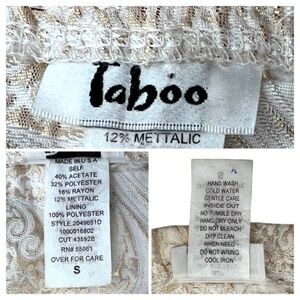 Taboo
12% METTALIC
MADE IN U.S.A
SELF
40% ACETATE
32% POLYESTER
16% RAYON
12% METTALIC
LINING
100% POLYESTER
STYLE 2049651D
1000016802
CUT 43592B
RN# 55961
OVER FOR CARE
S
HAND WASH
COLD WATER
GENTLE CARE
INSIDE OUT
NO TUMBLE DRY
HANG DRY ONLY
DO NOT BLEACH
DRY CLEAN
WHEN NEED
DO NOT WRING
COOL IRON